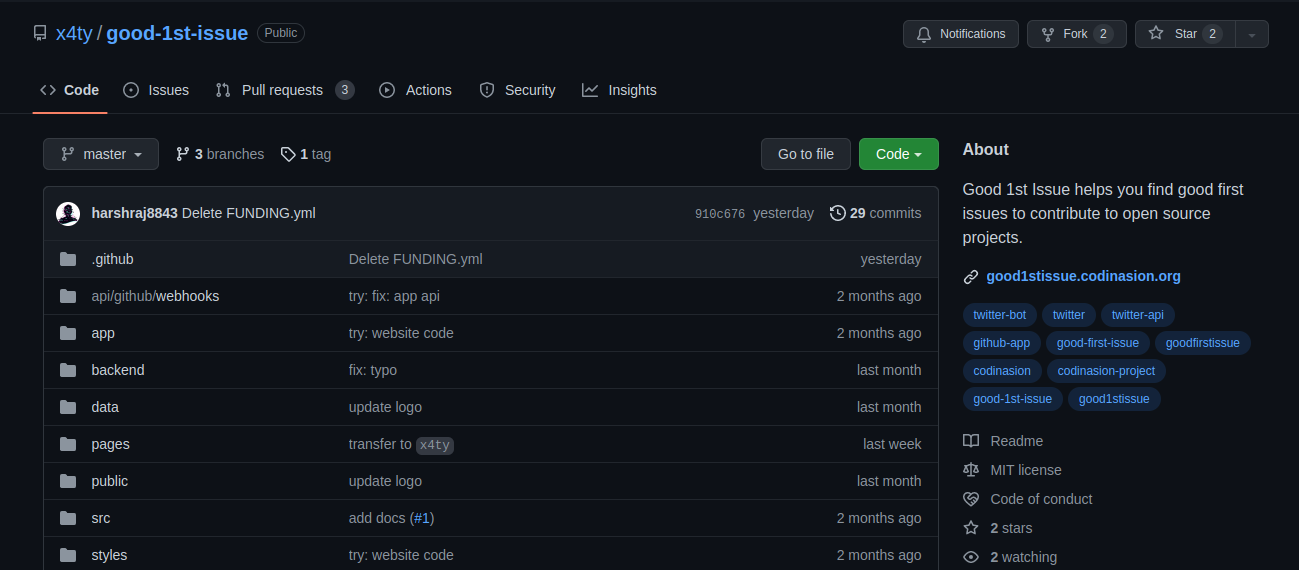 x4ty / good-1st-issue Public Notifications Fork 2 Star 2
Code Issues Pull requests 3 Actions Security Insights
master 3 branches 1 tag Go to file Code
harshraj8843 Delete FUNDING.yml 910c676 yesterday 29 commits
.github Delete FUNDING.yml yesterday
api/github/webhooks try: fix: app api 2 months ago
app try: website code 2 months ago
backend fix: typo last month
data update logo last month
pages transfer to x4ty last week
public update logo last month
src add docs (#1) 2 months ago
styles try: website code 2 months ago
About
Good 1st Issue helps you find good first
issues to contribute to open source
projects.
good1stissue.codinasion.org
twitter-bot twitter twitter-api
github-app good-first-issue goodfirstissue
codinasion codinasion-project
good-1st-issue good1stissue
Readme
MIT license
Code of conduct
2 stars
2 watching